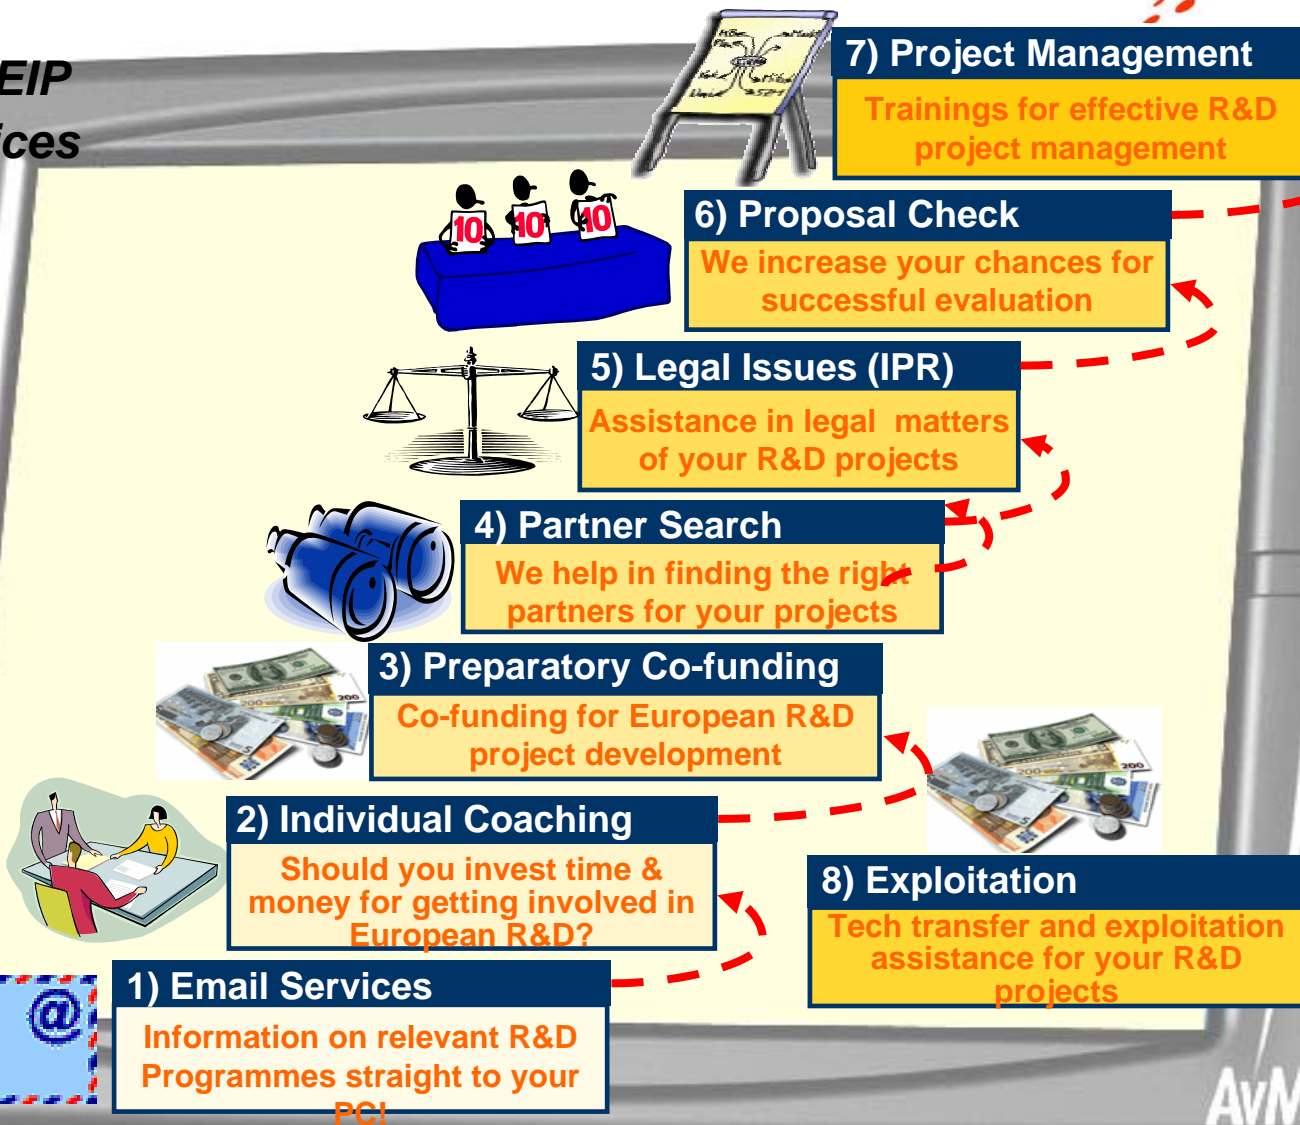 EIP
ices
7) Project Management
Trainings for effective R&D
project management
6) Proposal Check
We increase your chances for
successful evaluation
10 10 10
5) Legal Issues (IPR)
Assistance in legal matters
of your R&D projects
4) Partner Search
We help in finding the right
partners for your projects
3) Preparatory Co-funding
Co-funding for European R&D
project development
2) Individual Coaching
Should you invest time &
money for getting involved in
European R&D?
1) Email Services
Information on relevant R&D
Programmes straight to your
PC!
@
8) Exploitation
Tech transfer and exploitation
assistance for your R&D
projects
AvM